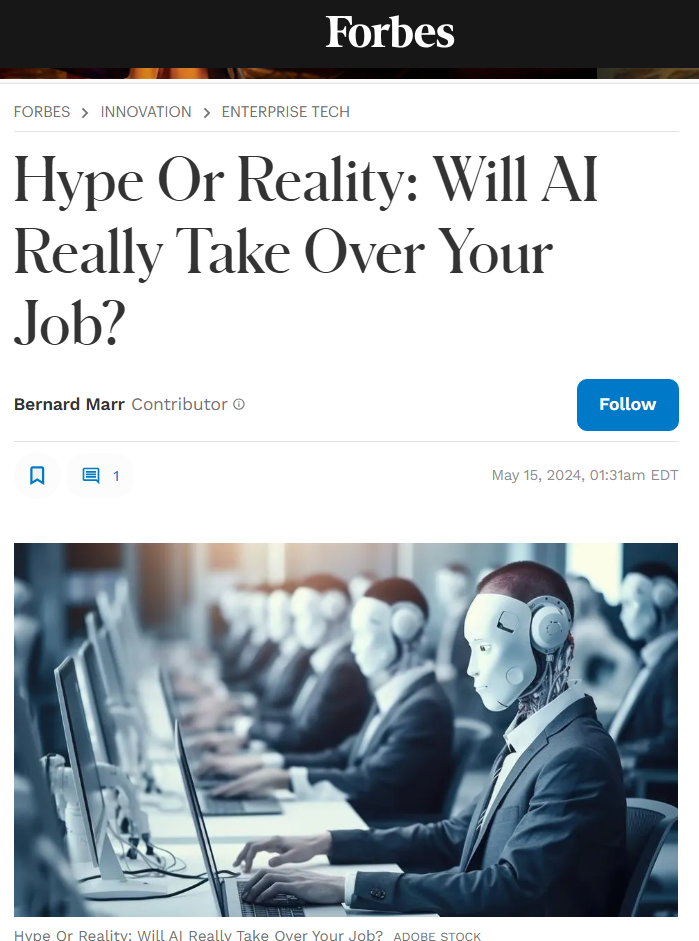 Forbes
FORBES > INNOVATION > ENTERPRISE TECH
Hype Or Reality: Will AI
Really Take Over Your
Job?
Bernard Marr Contributor
Follow
1
May 15, 2024, 01:31am EDT
Hype Or Reality: Will AI Really Take Over Your Job? ADOBE STOCK